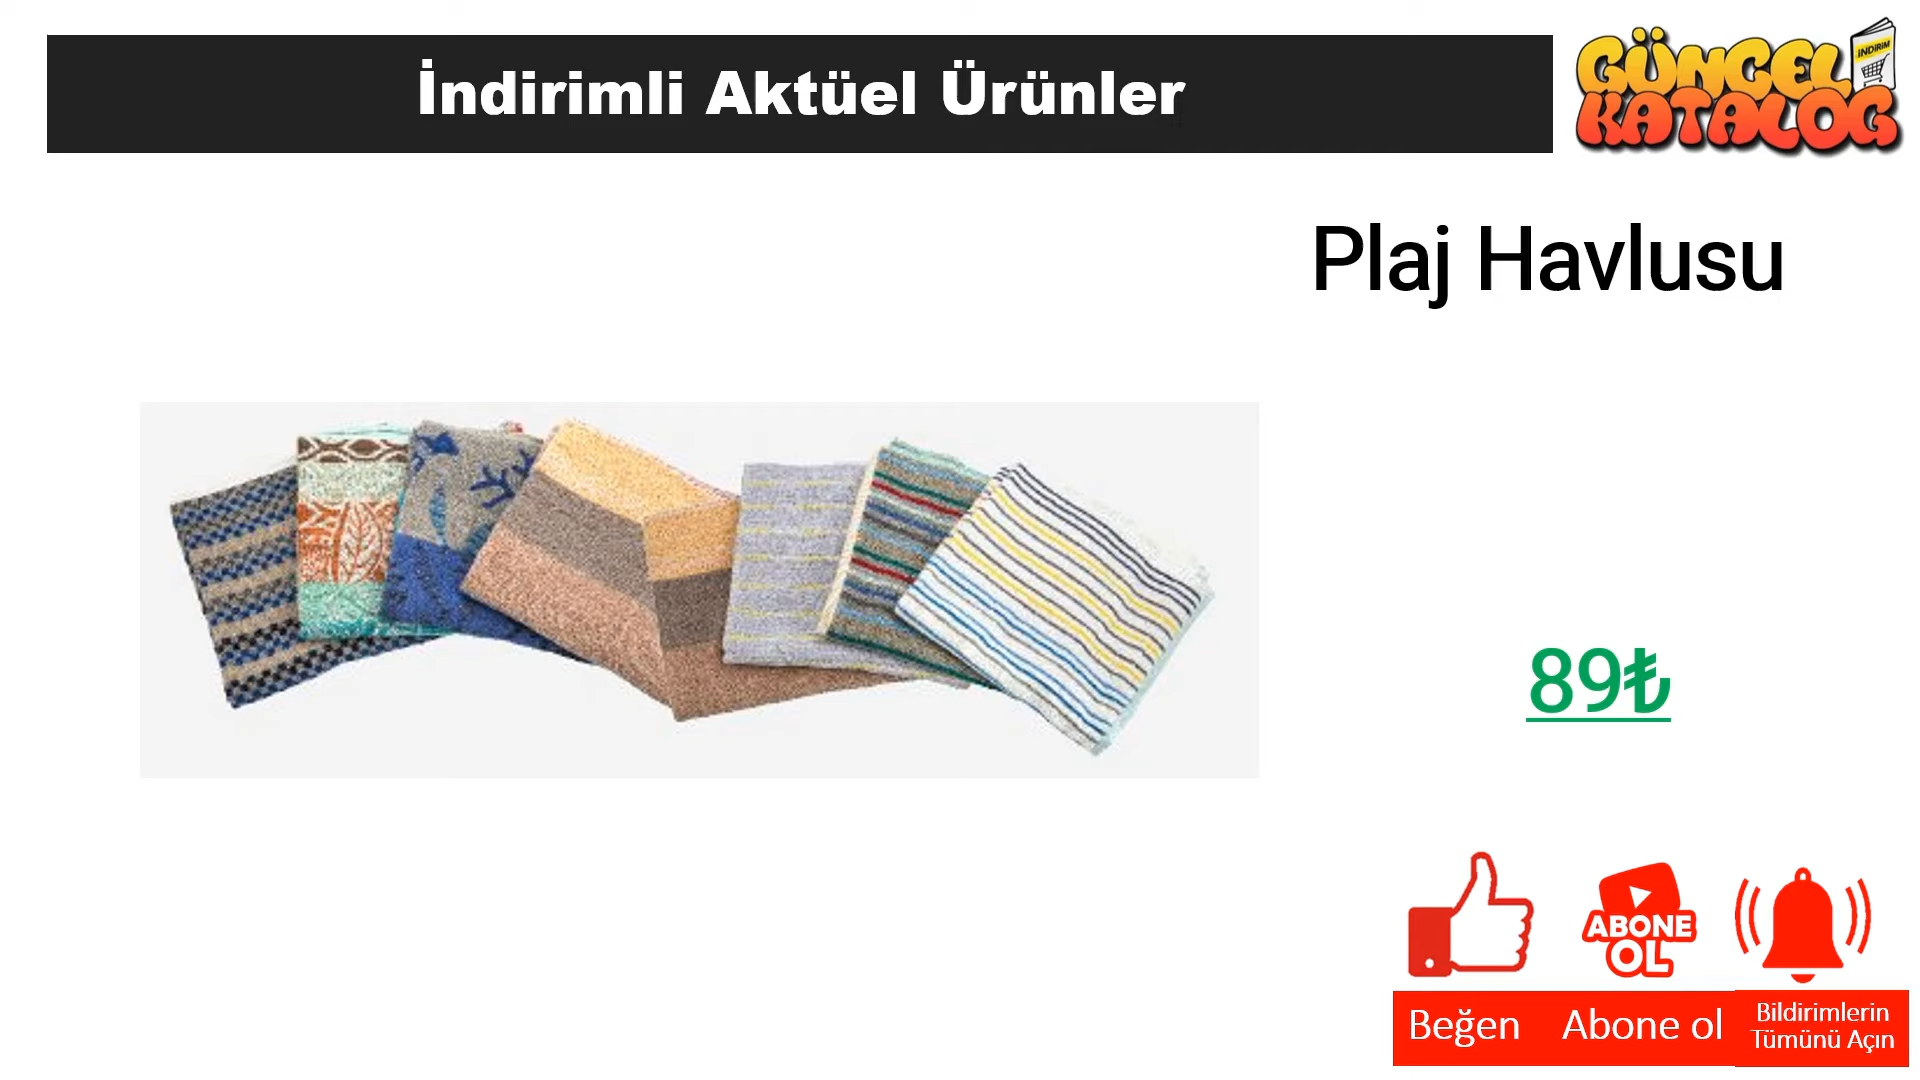 İndirimli Aktüel Ürünler
GÜNCEL
KATALOG
İNDİRİM
Plaj Havlusu
89₺
ABONE
OL
Beğen
Abone ol
Bildirimlerin
Tümünü Açın